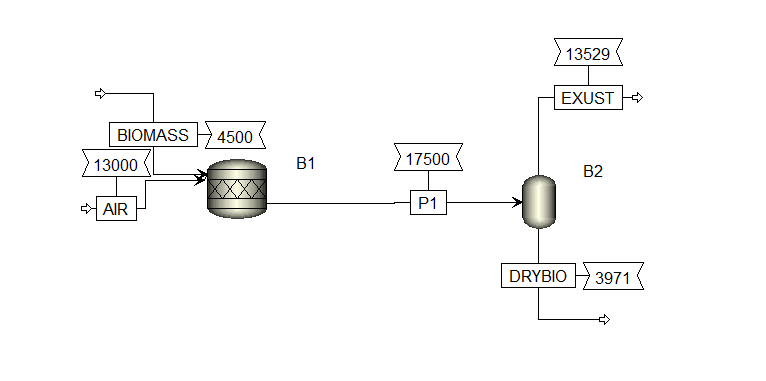 13529
EXUST
BIOMASS
4500
13000
AIR
B1
17500
P1
B2
DRYBIO
3971